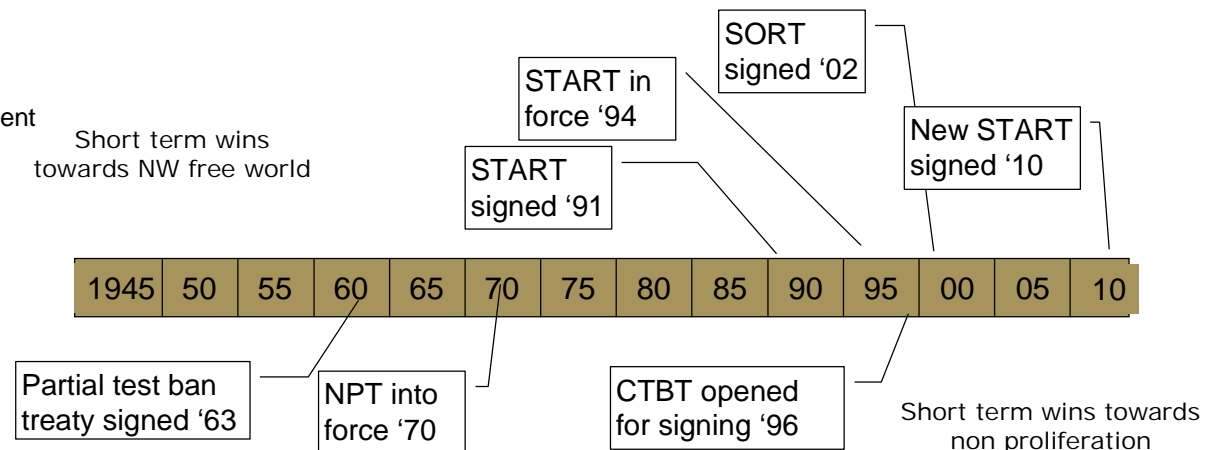 SORT
signed ‘02
START in
force ‘94
ent
Short term wins
towards NW free world
New START
signed ‘10
START
signed ‘91
1945 50 55 60 65 70 75 80 85 90 95 00 05 10
Partial test ban
treaty signed ‘63
NPT into
force ‘70
CTBT opened
for signing ‘96
Short term wins towards
non proliferation